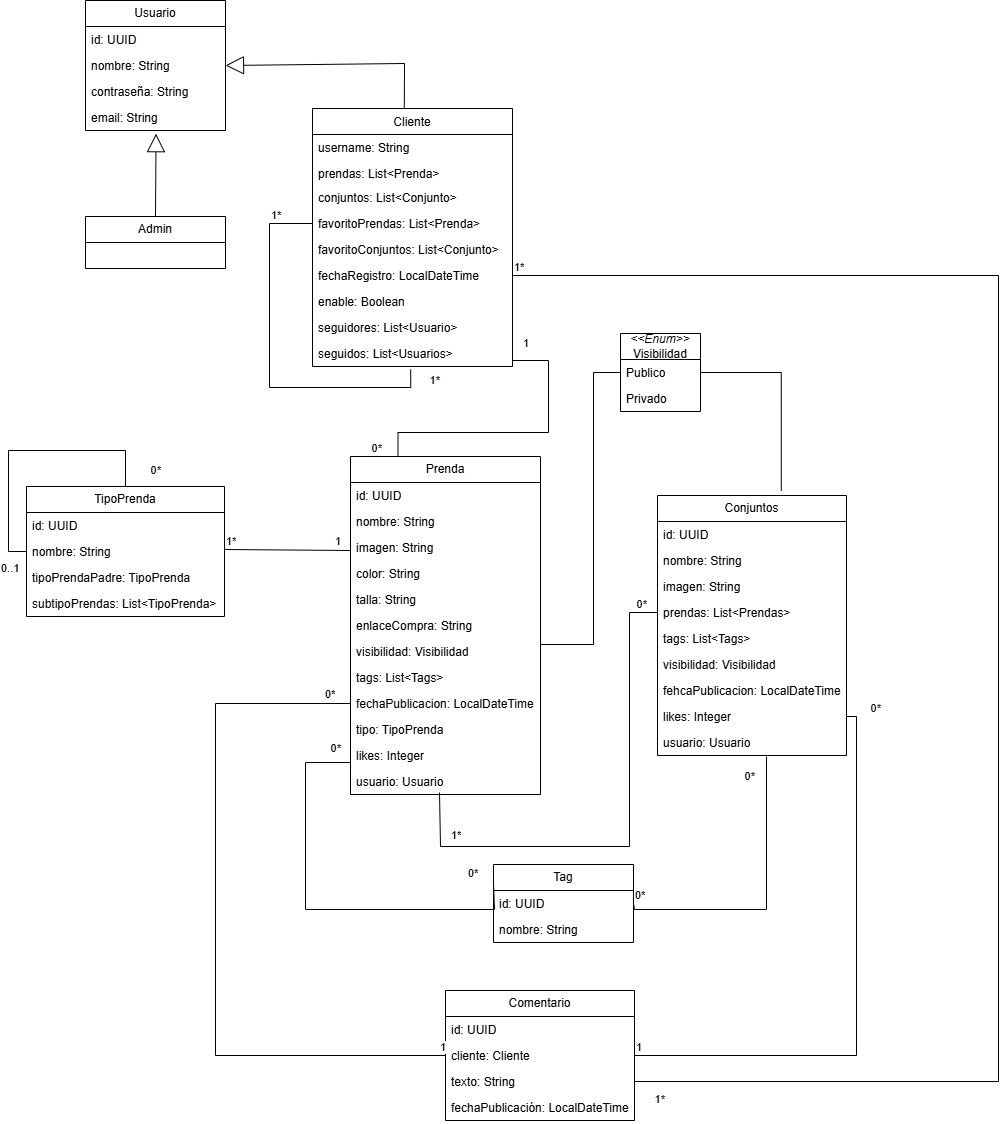 Usuario
id: UUID
nombre: String
contraseña: String
email: String
Admin
Cliente
username: String
prendas: List<Prenda>
conjuntos: List<Conjunto>
favoritoPrendas: List<Prenda>
favoritoConjuntos: List<Conjunto>
fechaRegistro: LocalDateTime
enable: Boolean
seguidores: List<Usuario>
seguidos: List<Usuarios>
1*
1*
1*
1
0*
<<Enum>>
Visibilidad
Publico
Privado
TipoPrenda
id: UUID
nombre: String
tipoPrendaPadre: TipoPrenda
subtipoPrendas: List<TipoPrenda>
0*
0..1
1*
1
Prenda
id: UUID
nombre: String
imagen: String
color: String
talla: String
enlaceCompra: String
visibilidad: Visibilidad
tags: List<Tags>
fechaPublicacion: LocalDateTime
tipo: TipoPrenda
likes: Integer
usuario: Usuario
0*
0*
1*
Conjuntos
id: UUID
nombre: String
imagen: String
prendas: List<Prendas>
tags: List<Tags>
visibilidad: Visibilidad
fehcaPublicacion: LocalDateTime
likes: Integer
usuario: Usuario
0*
0*
0*
Tag
id: UUID
nombre: String
0*
0*
Comentario
id: UUID
cliente: Cliente
texto: String
fechaPublicación: LocalDateTime
1
1
1*